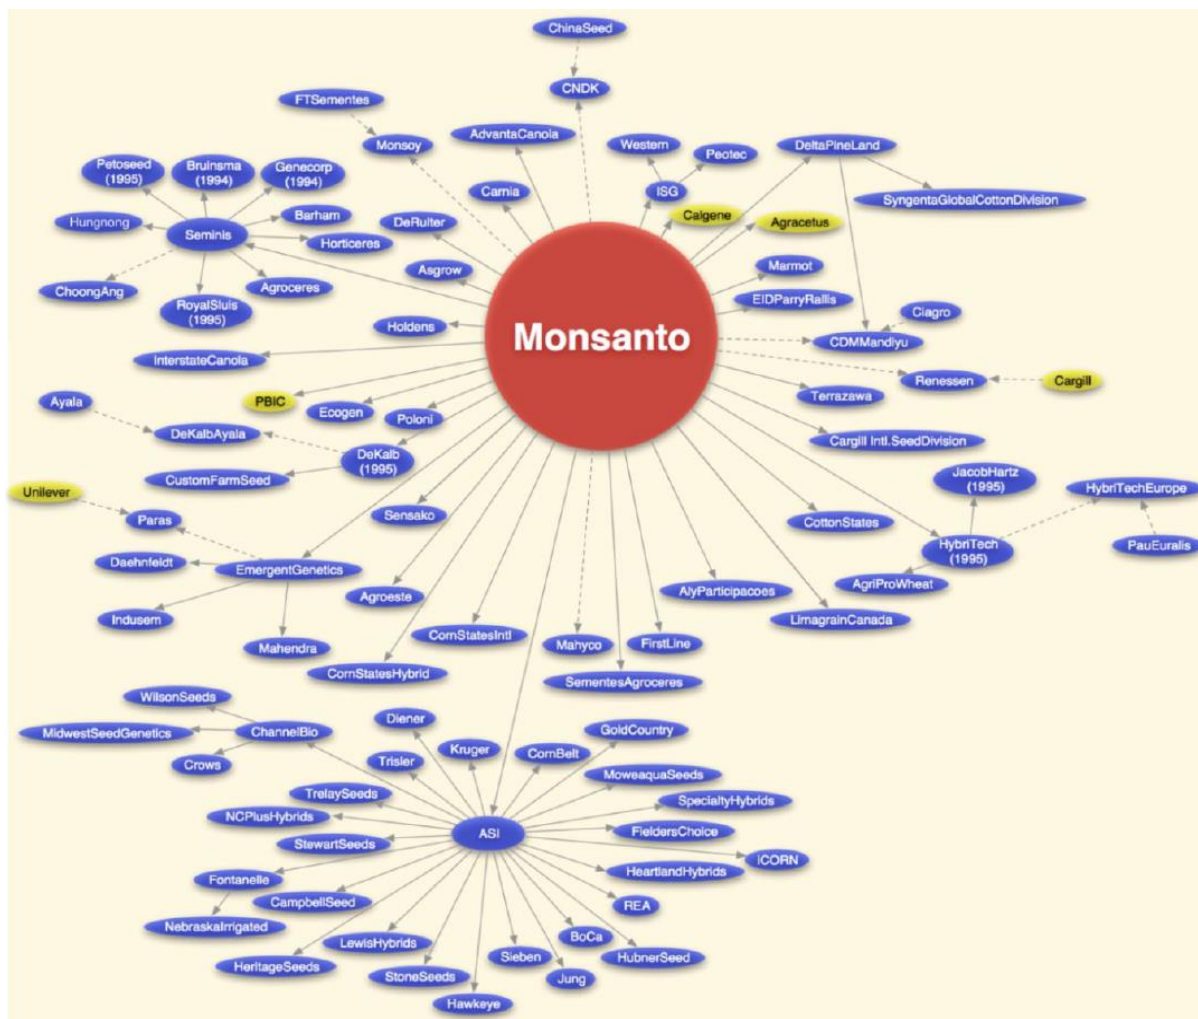 ChinaSeed
CNDK
FTSementes
Monsoy
AdvantaCanola
Western
Peotec
DeltaPineLand
Petoseed
(1995)
Bruinsma
(1994)
Genecorp
(1994)
Carnia
ISG
SyngentaGlobalCottonDivision
Hungnong
Barham
DeRuiter
Calgene
Agracetus
Seminis
Horticeres
Asgrow
Marmot
ChoongAng
RoyalSluis
(1995)
Agroceres
EIDParryRallis
Holdens
Monsanto
Ciagro
CDMMandiyu
InterstateCanola
Renessen
Cargill
PBIC
Ecogen
Poloni
Terrazawa
Ayala
DeKalbAyala
DeKalb
(1995)
Cargill Intl.SeedDivision
CustomFarmSeed
JacobHartz
(1995)
HybriTechEurope
Unilever
Paras
Sensako
CottonStates
HybriTech
(1995)
PauEuralis
Daehnfeldt
EmergentGenetics
AgriProWheat
Indusem
Agroeste
AlyParticipacoes
LimagrainCanada
Mahendra
CornStatesIntl
Mahyco
FirstLine
CornStatesHybrid
SementesAgroceres
WilsonSeeds
MidwestSeedGenetics
ChannelBio
Crows
Diener
Kruger
CornBelt
GoldCountry
Trisler
MoweaquaSeeds
TrelaySeeds
SpecialtyHybrids
NCPlusHybrids
ASI
FieldersChoice
StewartSeeds
iCORN
Fontanelle
HeartlandHybrids
CampbellSeed
REA
NebraskaIrrigated
LewisHybrids
BoCa
HeritageSeeds
Sieben
HubnerSeed
StoneSeeds
Jung
Hawkeye